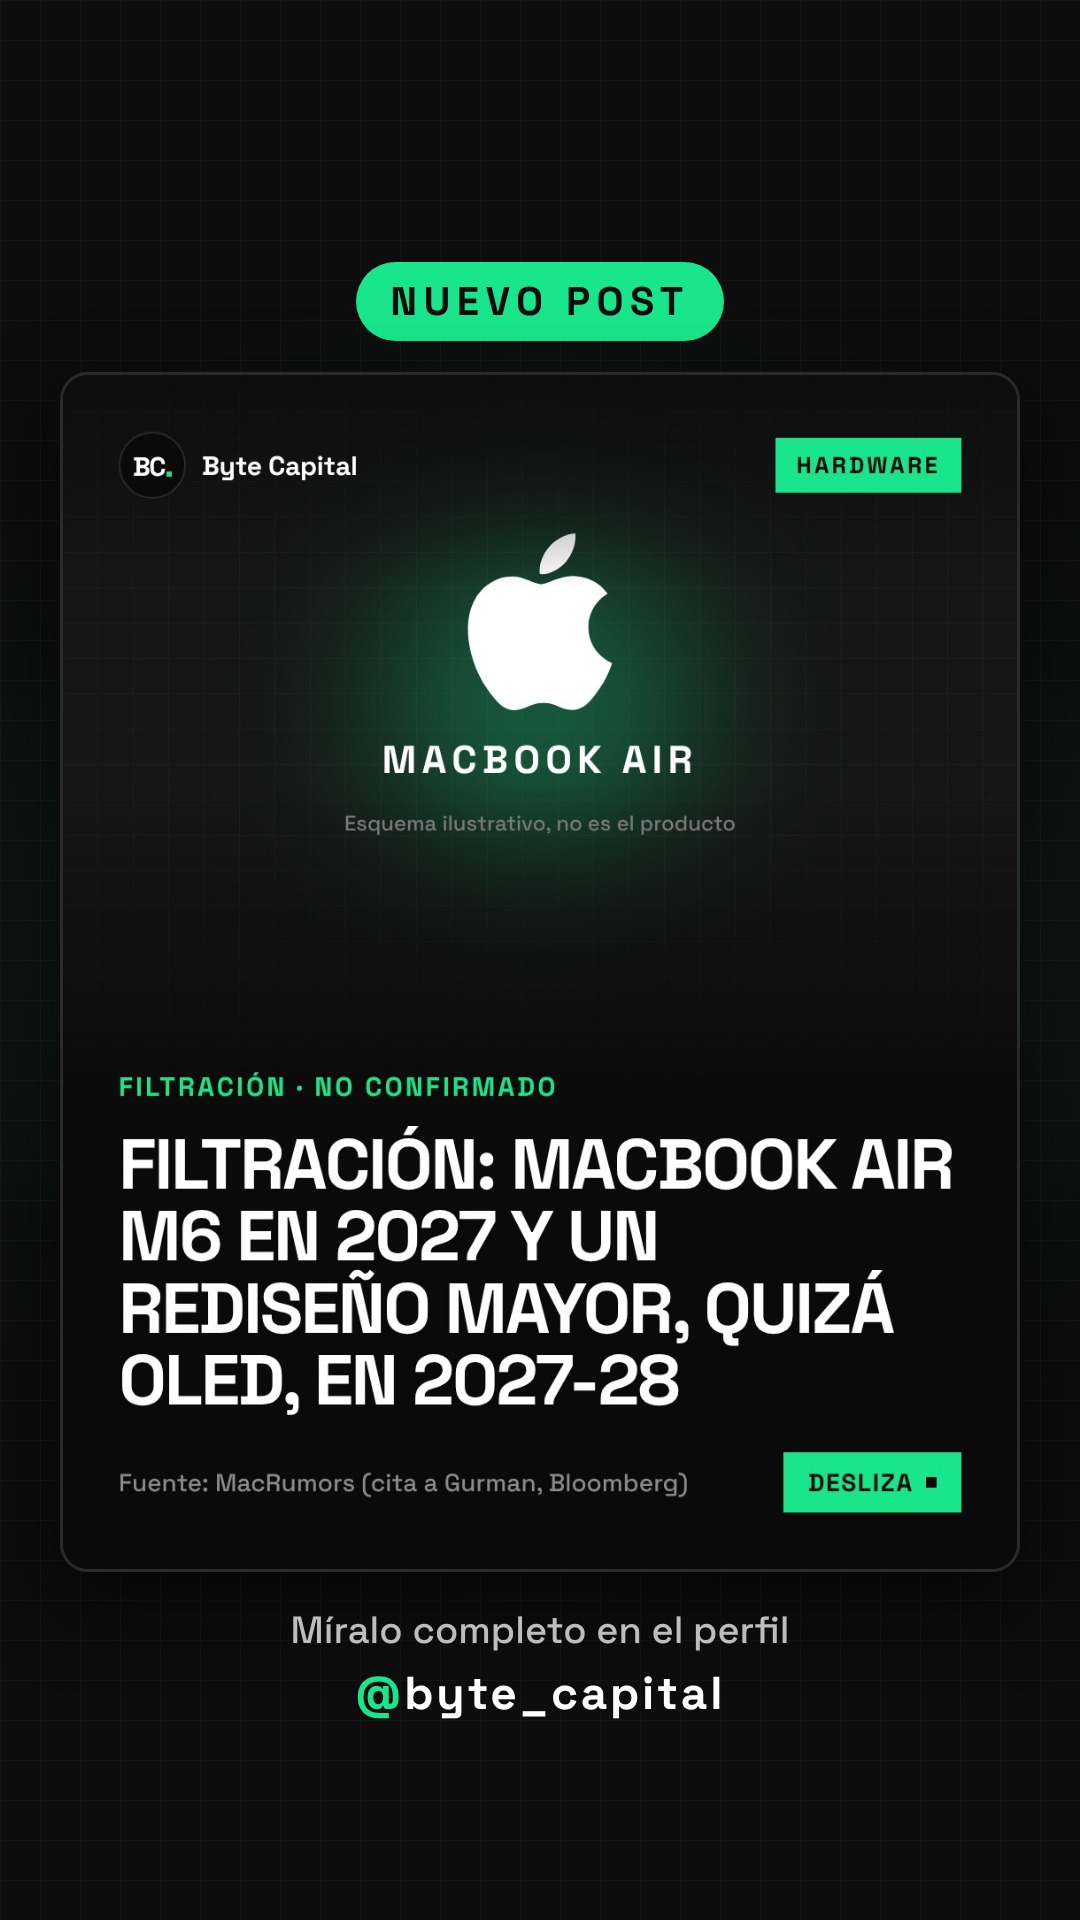 NUEVO POST
BC.
Byte Capital
HARDWARE
MACBOOK AIR
Esquema ilustrativo, no es el producto
FILTRACIÓN · NO CONFIRMADO
FILTRACIÓN: MACBOOK AIR
M6 EN 2027 Y UN
REDISEÑO MAYOR, QUIZÁ
OLED, EN 2027-28
Fuente: MacRumors (cita a Gurman, Bloomberg)
DESLIZA
Míralo completo en el perfil
@byte_capital